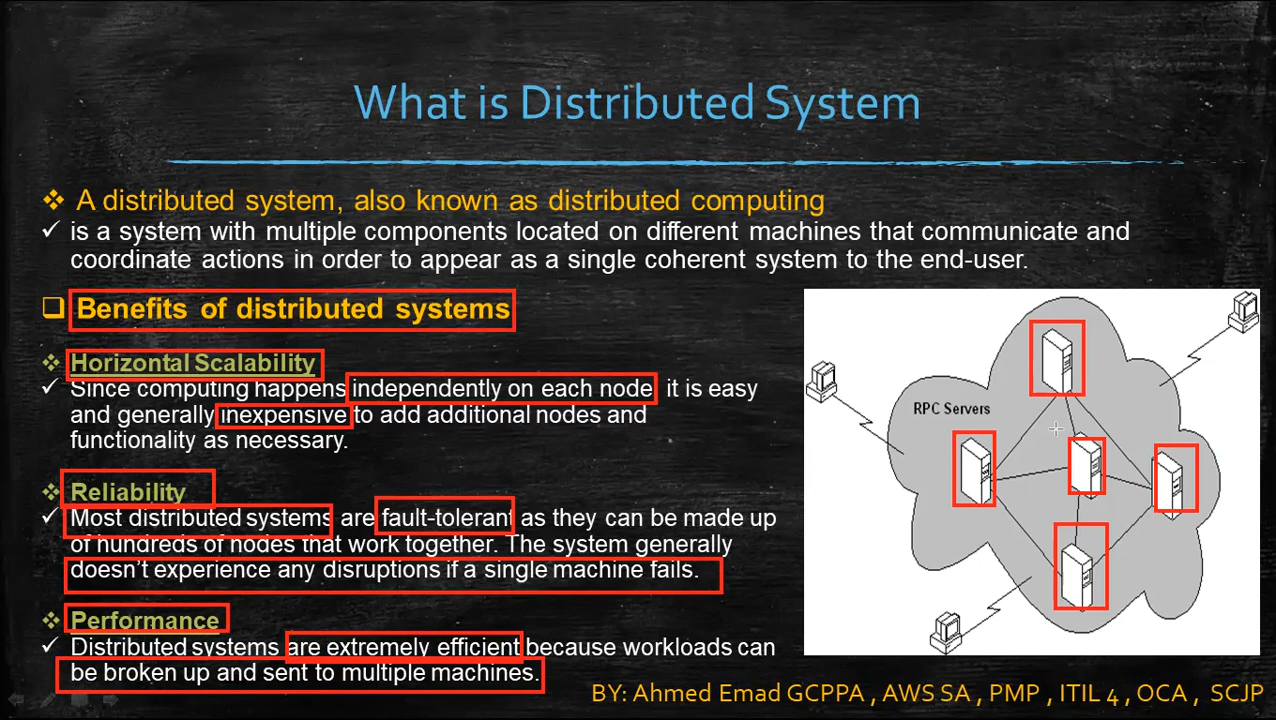 What is Distributed System
A distributed system, also known as distributed computing
is a system with multiple components located on different machines that communicate and
coordinate actions in order to appear as a single coherent system to the end-user.
Benefits of distributed systems
Horizontal Scalability
Since computing happens independently on each node it is easy
and generally inexpensive to add additional nodes and
functionality as necessary.
Reliability
Most distributed systems are fault-tolerant as they can be made up
of hundreds of nodes that work together. The system generally
doesn't experience any disruptions if a single machine fails.
Performance
Distributed systems are extremely efficient because workloads can
be broken up and sent to multiple machines.
RPC Servers
BY: Ahmed Emad GCPPA , AWS SA , PMP , ITIL 4 , OCA , SCJP